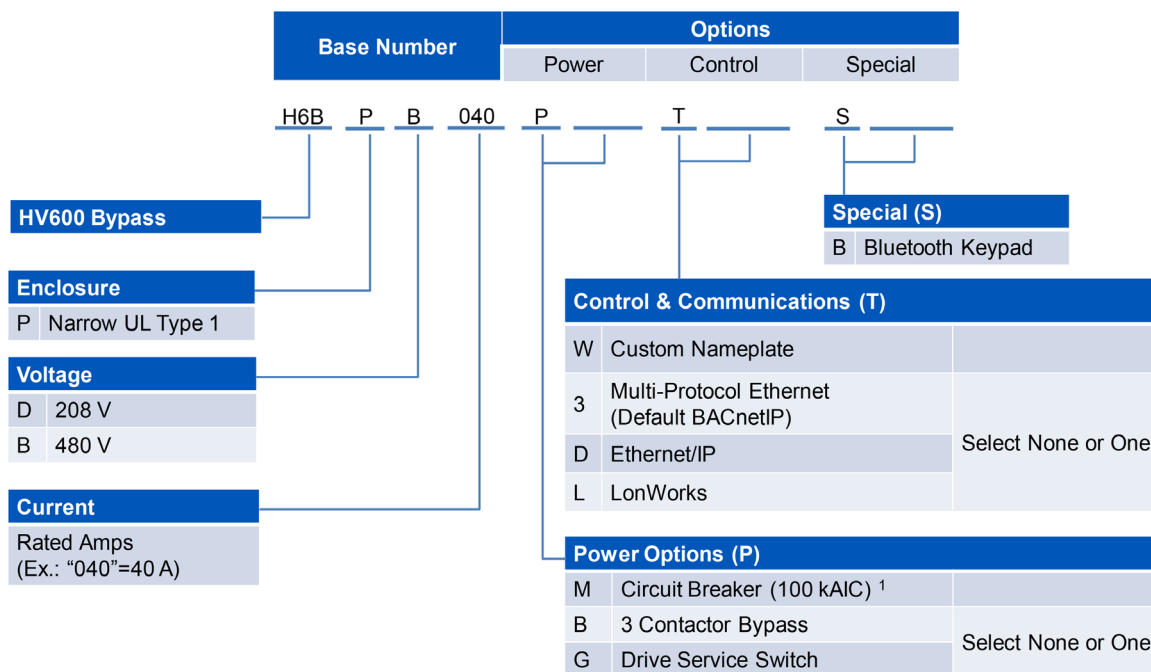 Base Number
Options
Power Control Special
H6B P B 040 P T S
HV600 Bypass
Special (S)
B Bluetooth Keypad
Enclosure
P Narrow UL Type 1
Control & Communications (T)
W Custom Nameplate
3 Multi-Protocol Ethernet
(Default BACnetIP)
D Ethernet/IP
L LonWorks
Select None or One
Voltage
D 208 V
B 480 V
Current
Rated Amps
(Ex.: “040”=40 A)
Power Options (P)
M Circuit Breaker (100 kAIC) 1
B 3 Contactor Bypass
G Drive Service Switch
Select None or One